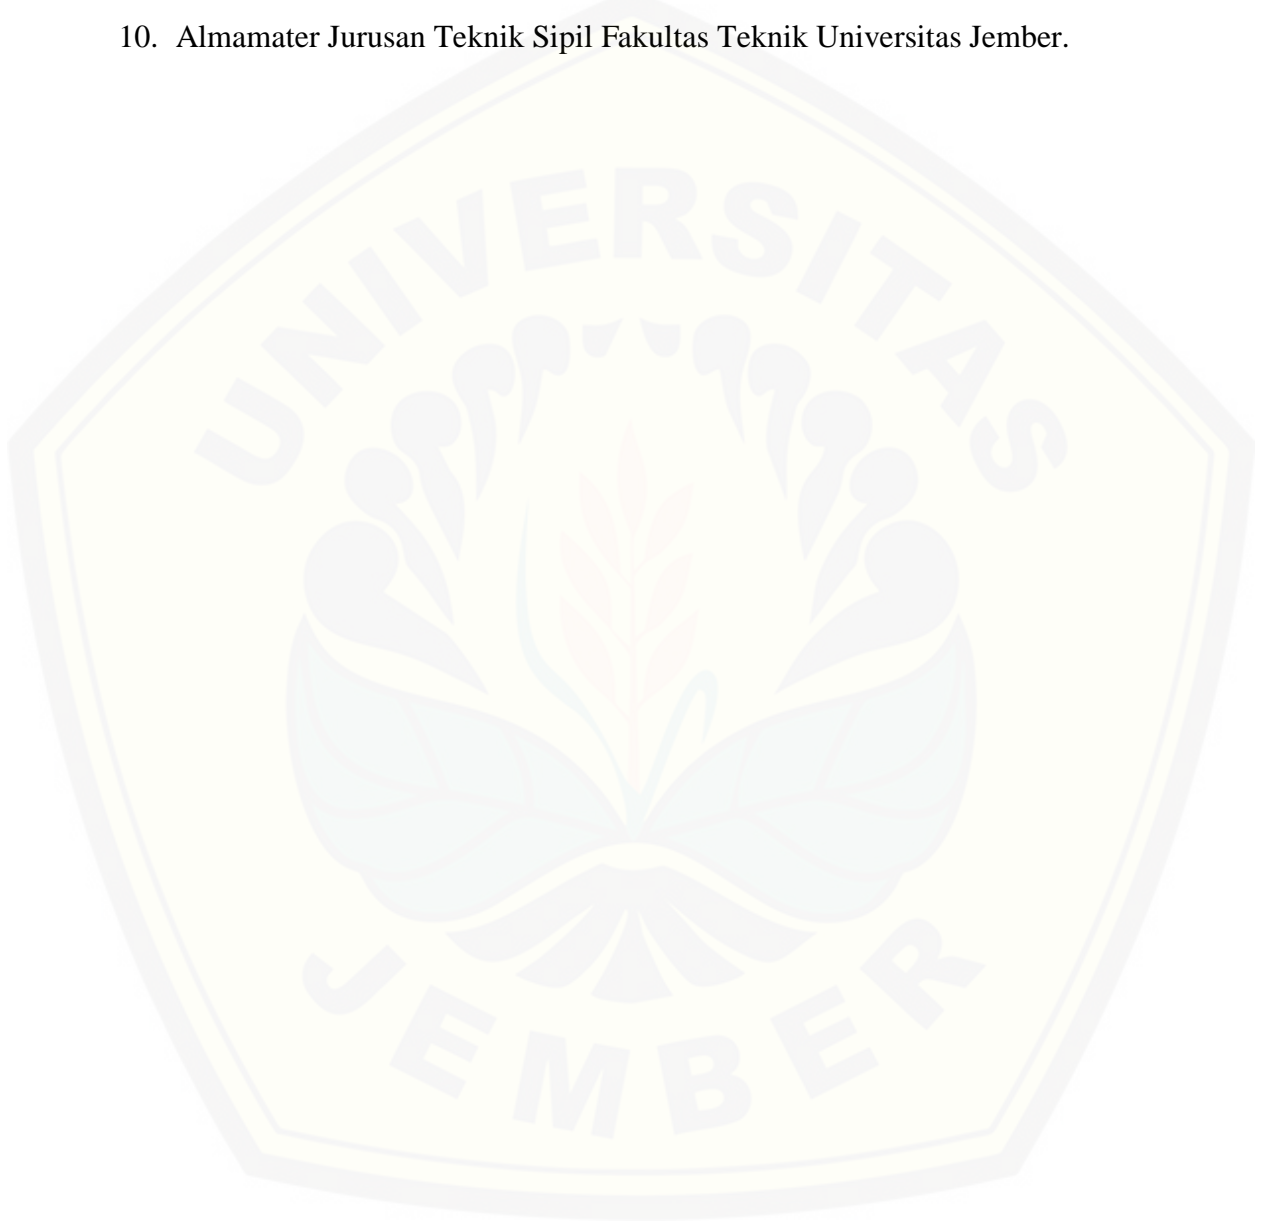 10. Almamater Jurusan Teknik Sipil Fakultas Teknik Universitas Jember.
UNIVERSITAS
JEMBER